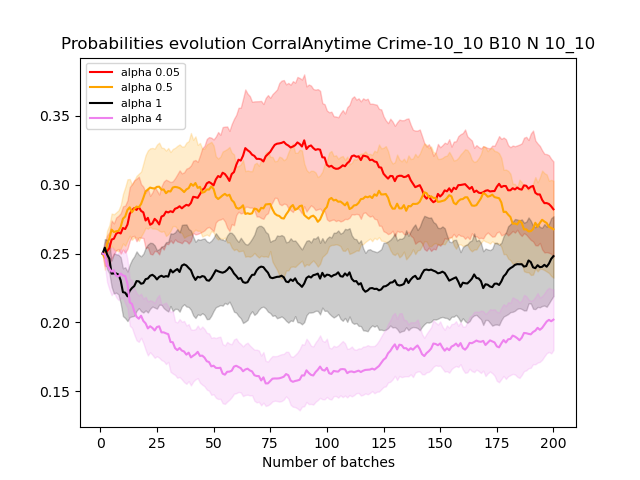 Probabilities evolution CorralAnytime Crime-10_10 B10 N 10_10
alpha 0.05
alpha 0.5
alpha 1
alpha 4
0.35
0.30
0.25
0.20
0.15
0 25 50 75 100 125 150 175 200
Number of batches